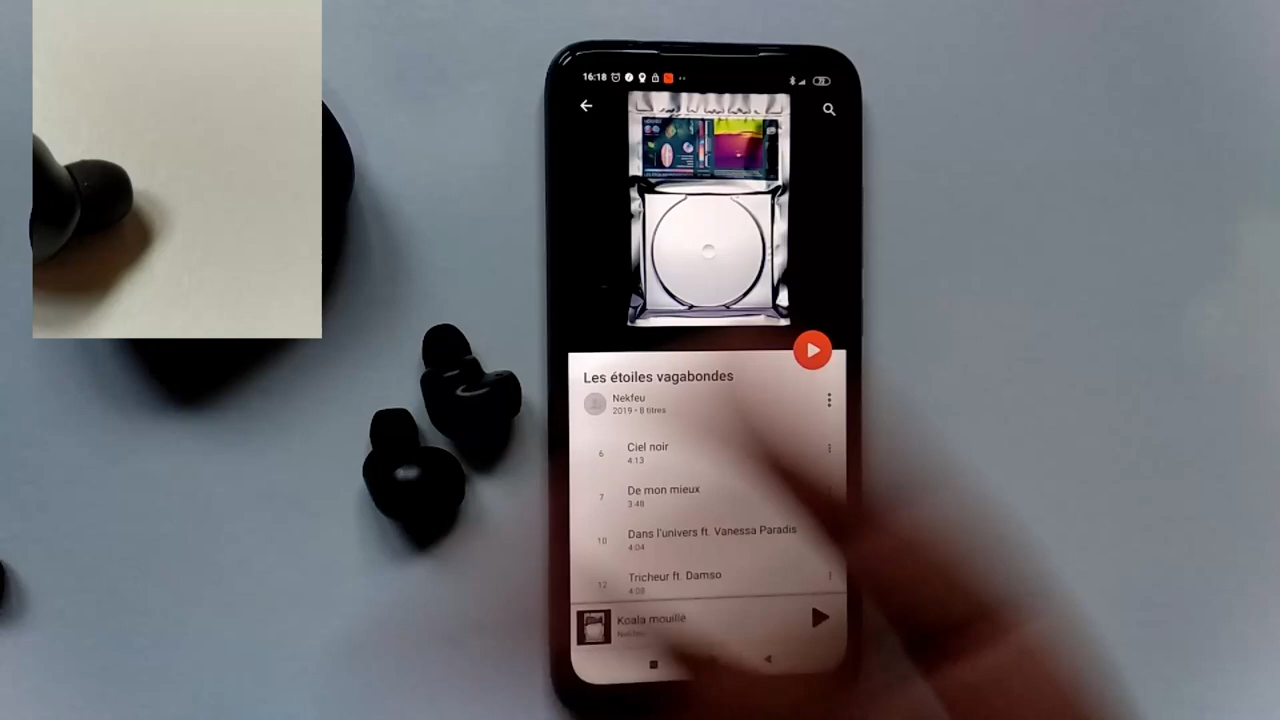 16:18
Les étoiles vagabondes
Nekfeu
2019 • 8 titres
6 Ciel noir
4:13
7 De mon mieux
3:48
10 Dans l'univers ft. Vanessa Paradis
4:04
12 Tricheur ft. Damso
4:08
Koala mouillé
Nekfeu